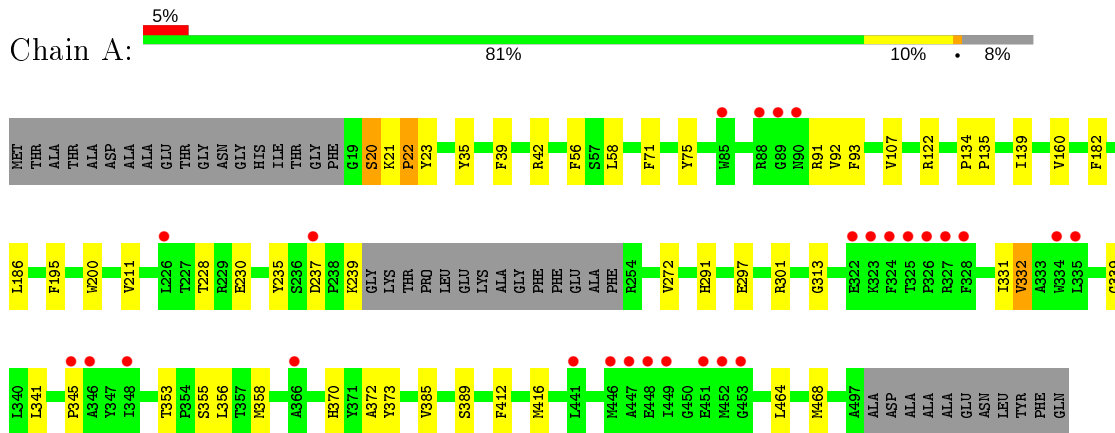 5%
Chain A:
81% 10% • 8%
MET THR ALA THR ALA ASP ALA ALA ALA GLU THR GLY ASN GLY HIS ILE THR GLY PHE G19 S20 K21 P22 Y23 Y35 F39 R42 F56 S57 L58 F71 Y75 W85 R88 G89 N90 R91 V92 F93 V107 R122 P134 P135 I139 V160 F182
L186 F195 W200 V211 L226 T227 T228 R229 E230 Y235 S236 D237 P238 K239 GLY LYS THR PRO LEU GLU LYS ALA GLY PHE PHE GLU ALA PHE R254 V272 H291 E297 R301 G313 E322 K323 F324 T325 P326 R327 F328 I331 V332 A333 W334 L335
L340 L341 P345 A346 Y347 I348 T353 P354 S355 L356 T357 M358 A366 H370 Y371 A372 Y373 V385 S389 F412 M416 L441 M446 A447 E448 I449 G450 E451 M452 G453 L464 M468 A497 ALA ASP ALA ALA ALA GLU ASN LEU TYR PHE GLN